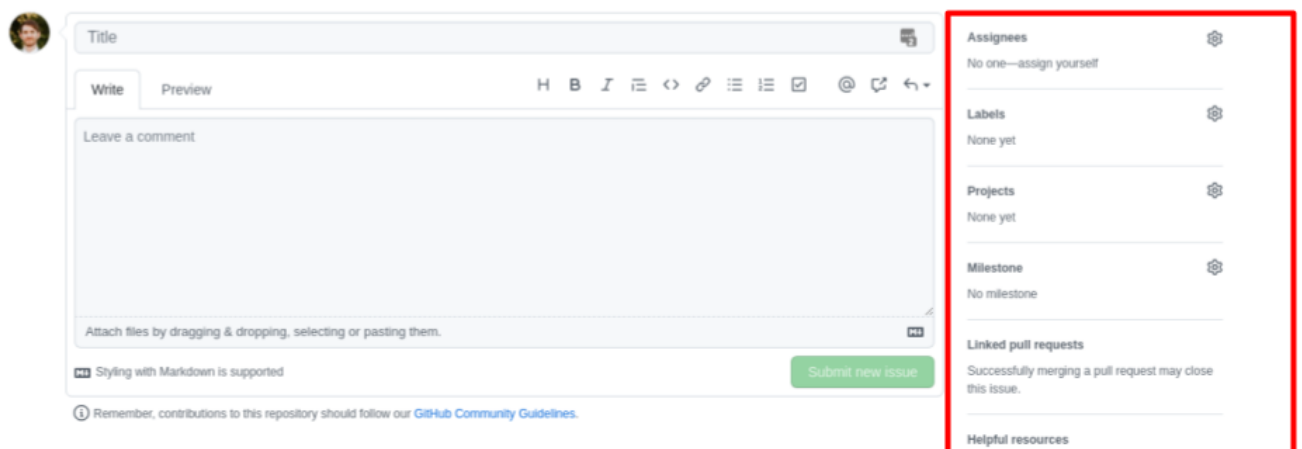 Title
Write
Preview
Leave a comment
Attach files by dragging & dropping, selecting or pasting them.
Styling with Markdown is supported
Submit new issue
Remember, contributions to this repository should follow our GitHub Community Guidelines.
Assignees
No one—assign yourself
Labels
None yet
Projects
None yet
Milestone
No milestone
Linked pull requests
Successfully merging a pull request may close
this issue.
Helpful resources